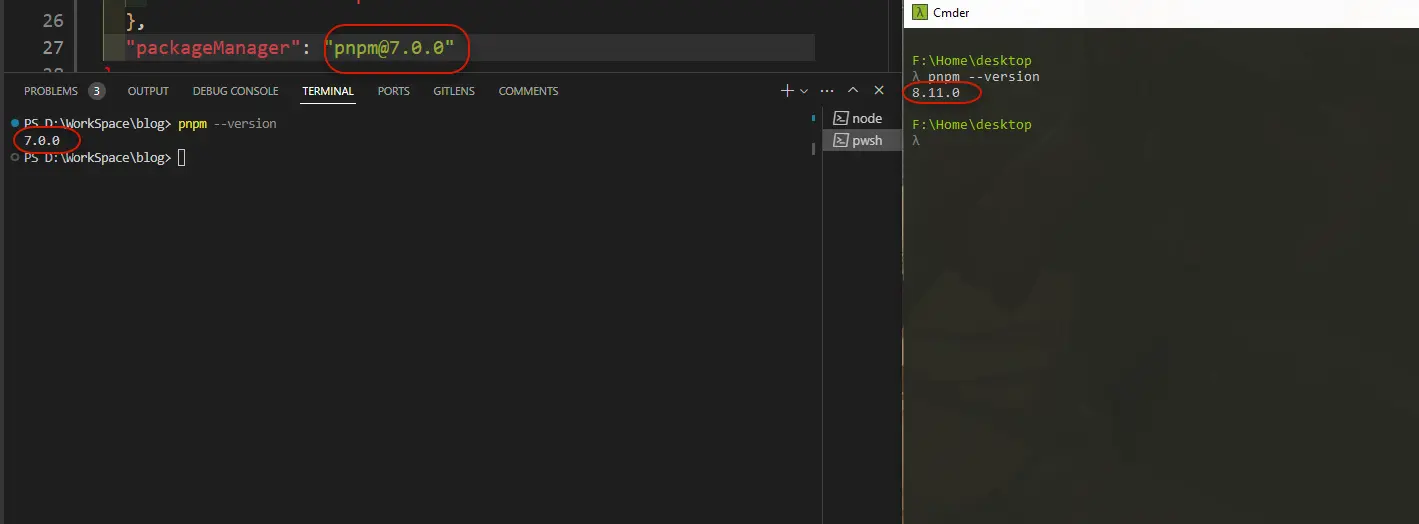 26 },
27 "packageManager": "pnpm@7.0.0"
PROBLEMS 3 OUTPUT DEBUG CONSOLE TERMINAL PORTS GITLENS COMMENTS
PS D:\WorkSpace\blog> pnpm --version
7.0.0
PS D:\WorkSpace\blog>
node
pwsh
λ Cmder
F:\Home\desktop
λ pnpm --version
8.11.0
F:\Home\desktop
λ